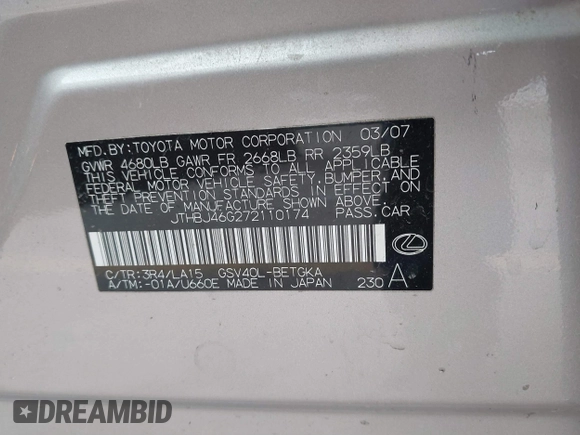 MFD.BY:TOYOTA MOTOR CORPORATION 03/07
GVWR 4680LB GAWR FR 2668LB RR 2359LB
THIS VEHICLE CONFORMS TO ALL APPLICABLE
FEDERAL MOTOR VEHICLE SAFETY, BUMPER, AND
THEFT PREVENTION STANDARDS IN EFFECT ON
THE DATE OF MANUFACTURE SHOWN ABOVE.
JTHBJ46G272110174 PASS.CAR
C/TR:3R4/LA15 GSV40L-BETGKA
A/TM:-01A/U660E MADE IN JAPAN 230 A
DREAMBID